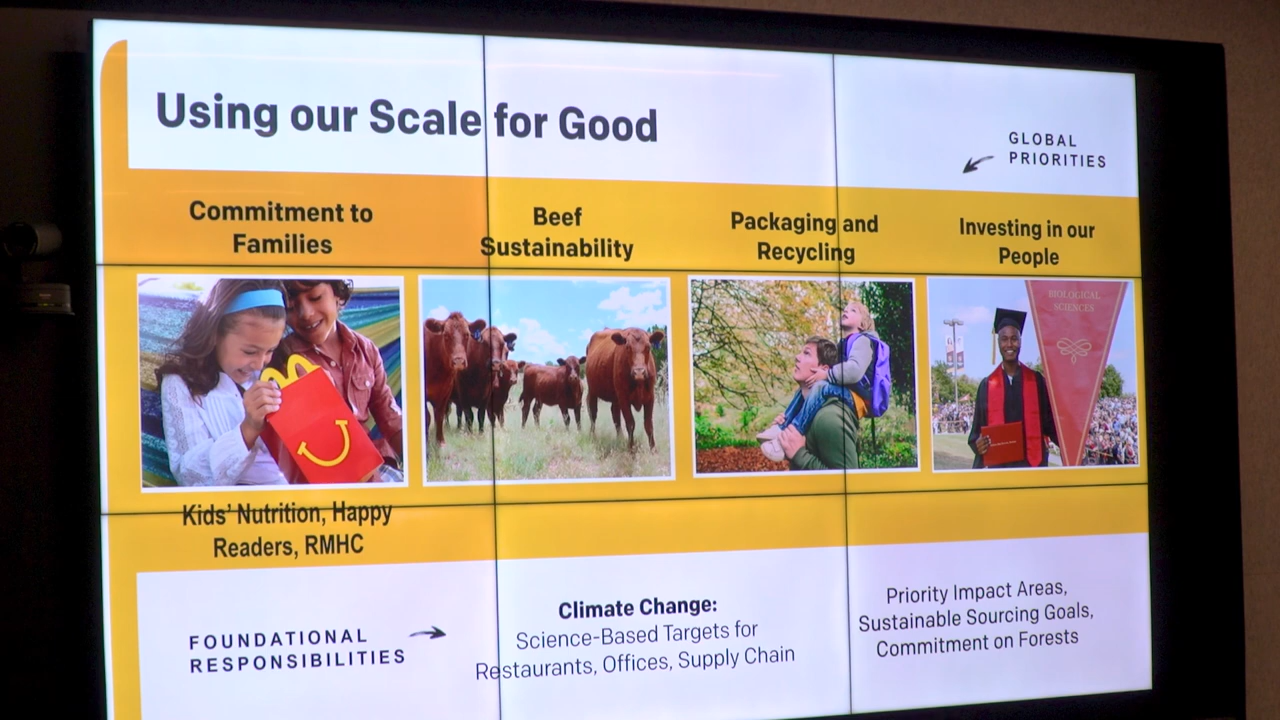 Using our Scale for Good
GLOBAL
PRIORITIES
Commitment to
Families
Beef
Sustainability
Packaging and
Recycling
Investing in our
People
BIOLOGICAL
SCIENCES
Kids' Nutrition, Happy
Readers, RMHC
FOUNDATIONAL
RESPONSIBILITIES
Climate Change:
Science-Based Targets for
Restaurants, Offices, Supply Chain
Priority Impact Areas,
Sustainable Sourcing Goals,
Commitment on Forests